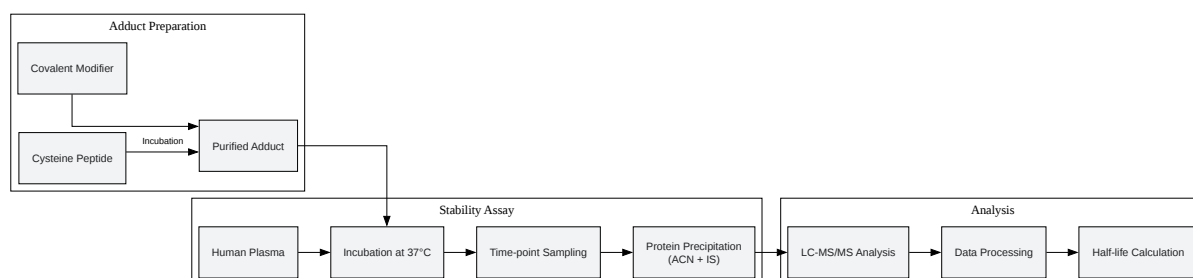 Adduct Preparation
Covalent Modifier
Cysteine Peptide
Incubation
Purified Adduct
Stability Assay
Human Plasma
Incubation at 37°C
Time-point Sampling
Protein Precipitation
(ACN + IS)
Analysis
LC-MS/MS Analysis
Data Processing
Half-life Calculation